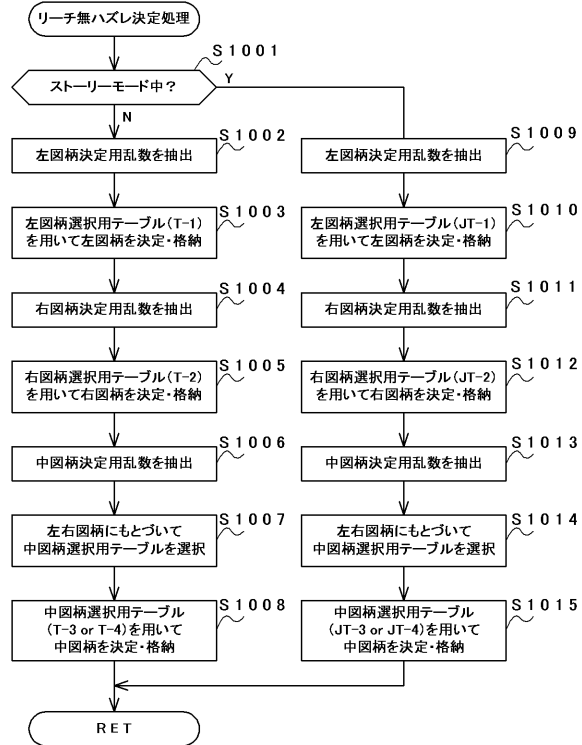 リーチ無ハズレ決定処理
S1001
ストーリーモード中？
Y
N
S1002
左図柄決定用乱数を抽出
S1003
左図柄選択用テーブル(T-1)
を用いて左図柄を決定・格納
S1004
右図柄決定用乱数を抽出
S1005
右図柄選択用テーブル(T-2)
を用いて右図柄を決定・格納
S1006
中図柄決定用乱数を抽出
S1007
左右図柄にもとづいて
中図柄選択用テーブルを選択
S1008
中図柄選択用テーブル
(T-3 or T-4)を用いて
中図柄を決定・格納
S1009
左図柄決定用乱数を抽出
S1010
左図柄選択用テーブル(JT-1)
を用いて左図柄を決定・格納
S1011
右図柄決定用乱数を抽出
S1012
右図柄選択用テーブル(JT-2)
を用いて右図柄を決定・格納
S1013
中図柄決定用乱数を抽出
S1014
左右図柄にもとづいて
中図柄選択用テーブルを選択
S1015
中図柄選択用テーブル
(JT-3 or JT-4)を用いて
中図柄を決定・格納
RET